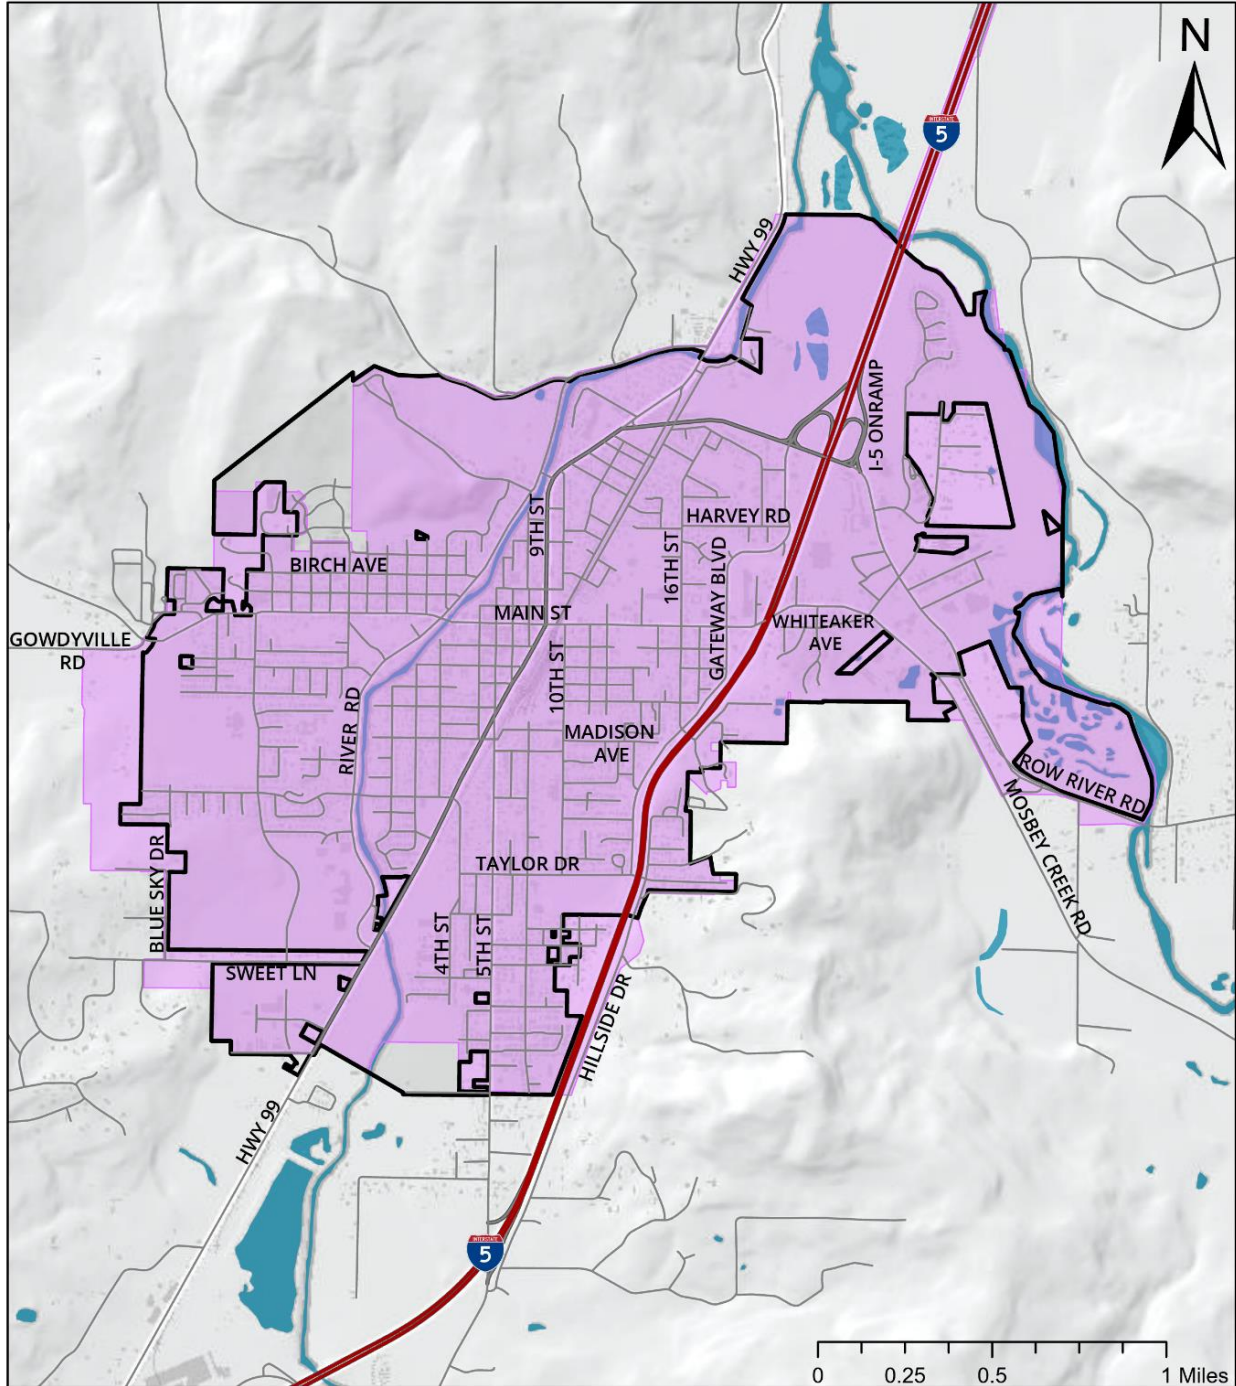 N
INTERSTATE
5
HWY 99
I-5 ONRAMP
HARVEY RD
9TH ST
16TH ST
GATEWAY BLVD
BIRCH AVE
MAIN ST
WHITEAKER
AVE
GOWDYVILLE
RD
10TH ST
RIVER RD
MADISON
AVE
ROW RIVER RD
MOSBEY CREEK RD
BLUE SKY DR
TAYLOR DR
4TH ST
5TH ST
SWEET LN
HILLSIDE DR
HWY 99
INTERSTATE
5
0 0.25 0.5 1 Miles